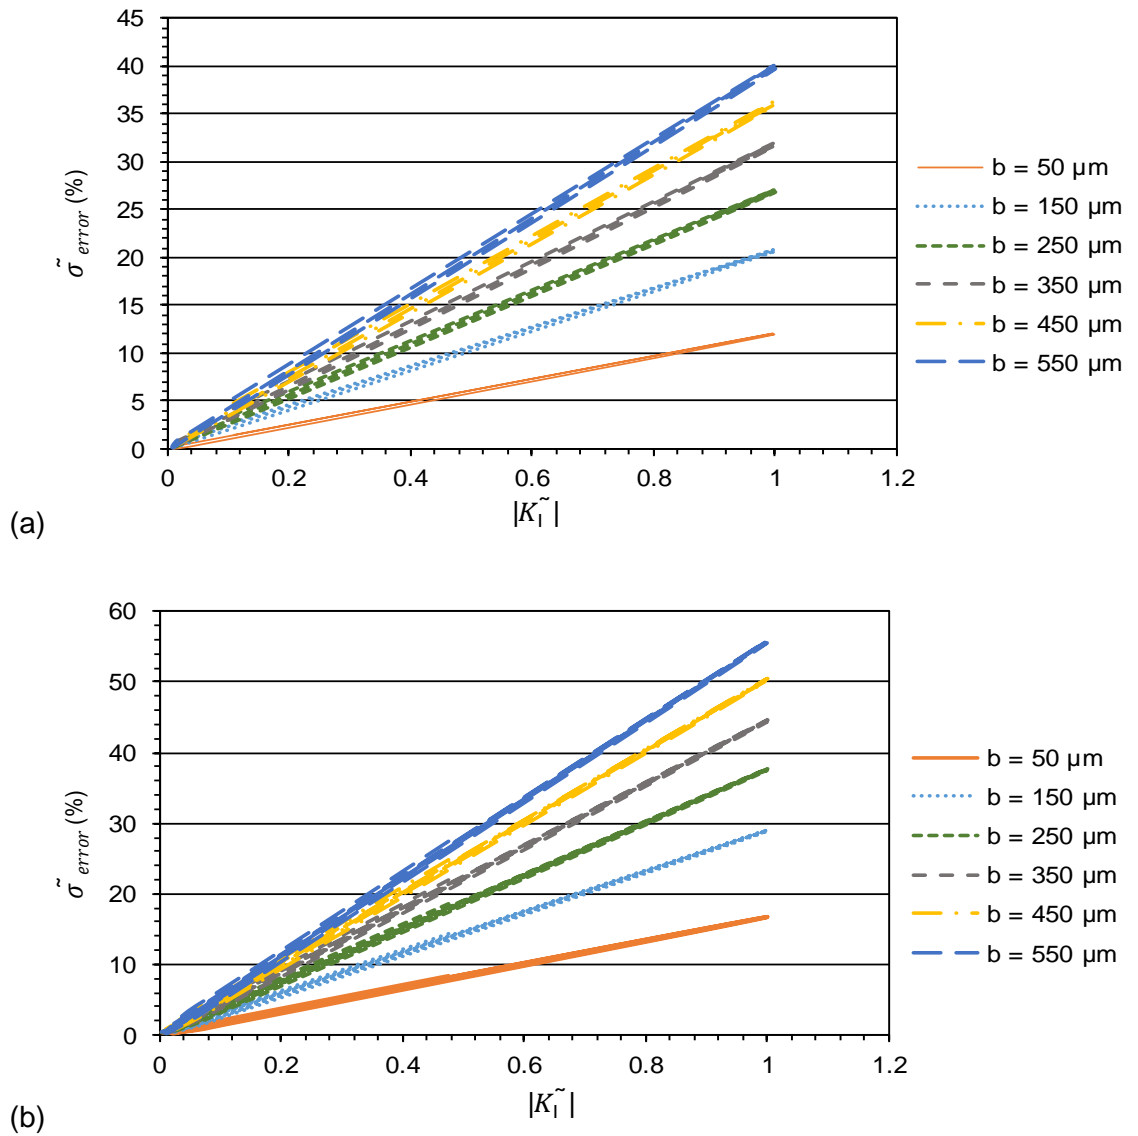 45
40
35
30
25
20
15
10
5
0
σ̃ error (%)
0 0.2 0.4 0.6 0.8 1 1.2
|K̃_I|
b = 50 µm
b = 150 µm
b = 250 µm
b = 350 µm
b = 450 µm
b = 550 µm
(a)
60
50
40
30
20
10
0
σ̃ error (%)
0 0.2 0.4 0.6 0.8 1 1.2
|K̃_I|
b = 50 µm
b = 150 µm
b = 250 µm
b = 350 µm
b = 450 µm
b = 550 µm
(b)